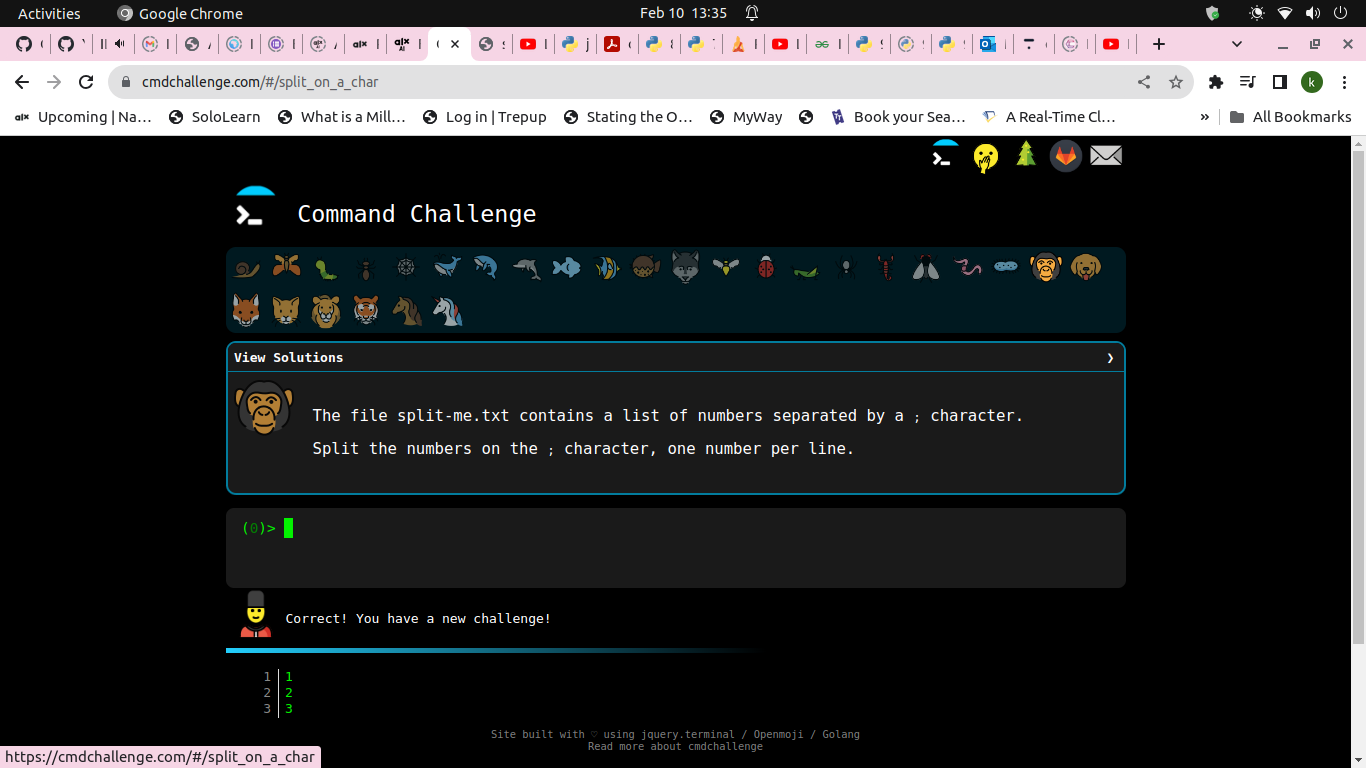 Activities Google Chrome Feb 10 13:35
cmdchallenge.com/#/split_on_a_char k
Upcoming | Na… SoloLearn What is a Mill… Log in | Trepup Stating the O… MyWay Book your Sea… A Real-Time Cl… » All Bookmarks
Command Challenge
View Solutions ❯
The file split-me.txt contains a list of numbers separated by a ; character.
Split the numbers on the ; character, one number per line.
(0)>
Correct! You have a new challenge!
1 1
2 2
3 3
Site built with ♡ using jquery.terminal / Openmoji / Golang
Read more about cmdchallenge
https://cmdchallenge.com/#/split_on_a_char